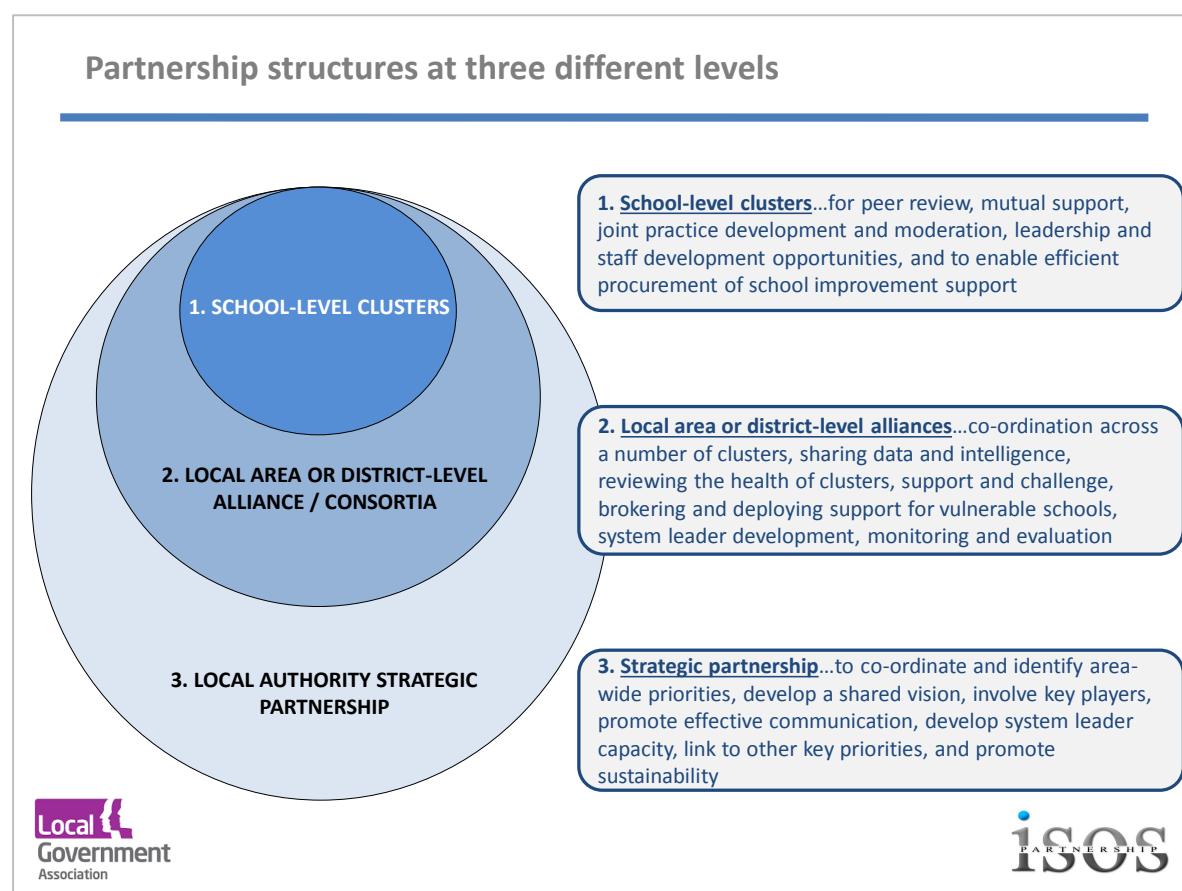 Partnership structures at three different levels
1. SCHOOL-LEVEL CLUSTERS
2. LOCAL AREA OR DISTRICT-LEVEL
ALLIANCE / CONSORTIA
3. LOCAL AUTHORITY STRATEGIC
PARTNERSHIP
1. School-level clusters...for peer review, mutual support,
joint practice development and moderation, leadership and
staff development opportunities, and to enable efficient
procurement of school improvement support
2. Local area or district-level alliances...co-ordination across
a number of clusters, sharing data and intelligence,
reviewing the health of clusters, support and challenge,
brokering and deploying support for vulnerable schools,
system leader development, monitoring and evaluation
3. Strategic partnership...to co-ordinate and identify area-
wide priorities, develop a shared vision, involve key players,
promote effective communication, develop system leader
capacity, link to other key priorities, and promote
sustainability
Local
Government
Association
isos
PARTNERSHIP